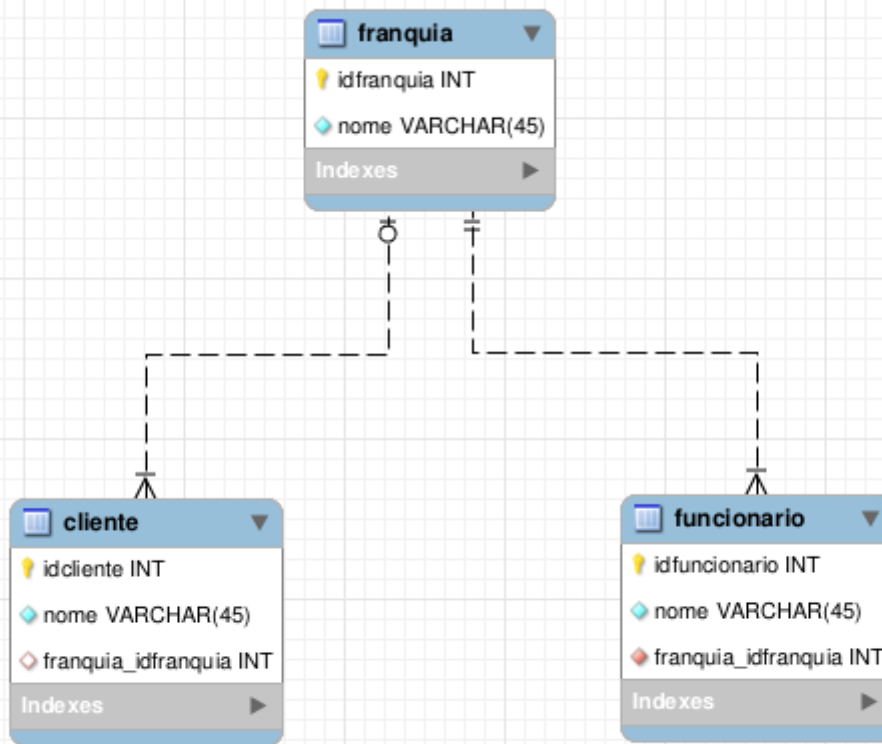 franquia
idfranquia INT
nome VARCHAR(45)
Indexes
cliente
idcliente INT
nome VARCHAR(45)
franquia_idfranquia INT
Indexes
funcionario
idfuncionario INT
nome VARCHAR(45)
franquia_idfranquia INT
Indexes